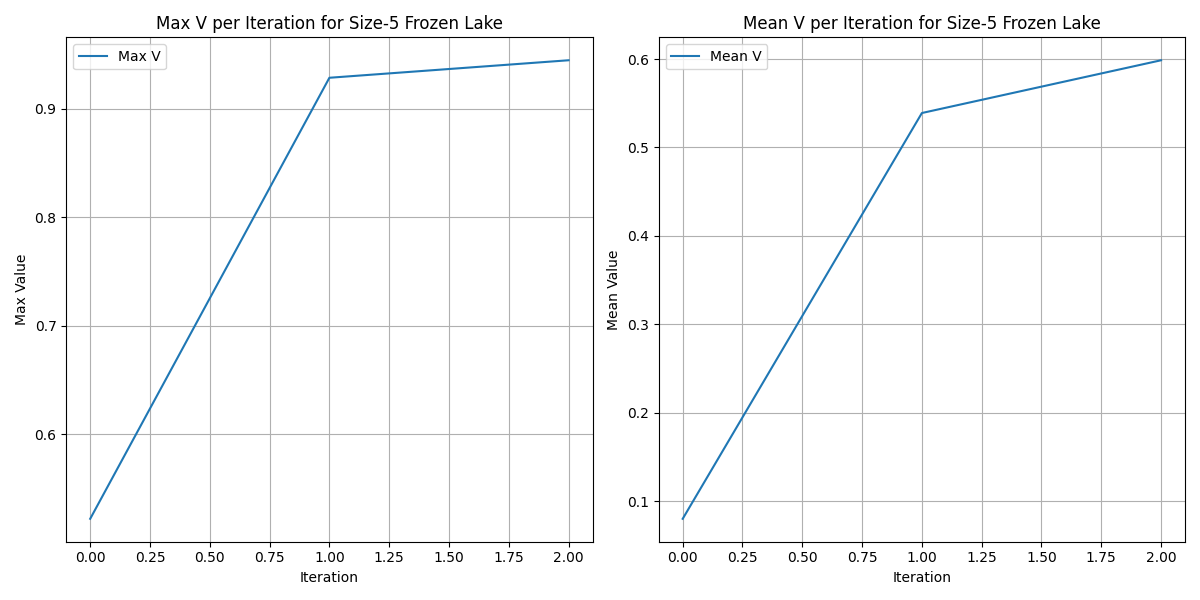 Max V per Iteration for Size-5 Frozen Lake
Max V
0.9
0.8
0.7
0.6
Max Value
0.00 0.25 0.50 0.75 1.00 1.25 1.50 1.75 2.00
Iteration
Mean V per Iteration for Size-5 Frozen Lake
Mean V
0.6
0.5
0.4
0.3
0.2
0.1
Mean Value
0.00 0.25 0.50 0.75 1.00 1.25 1.50 1.75 2.00
Iteration